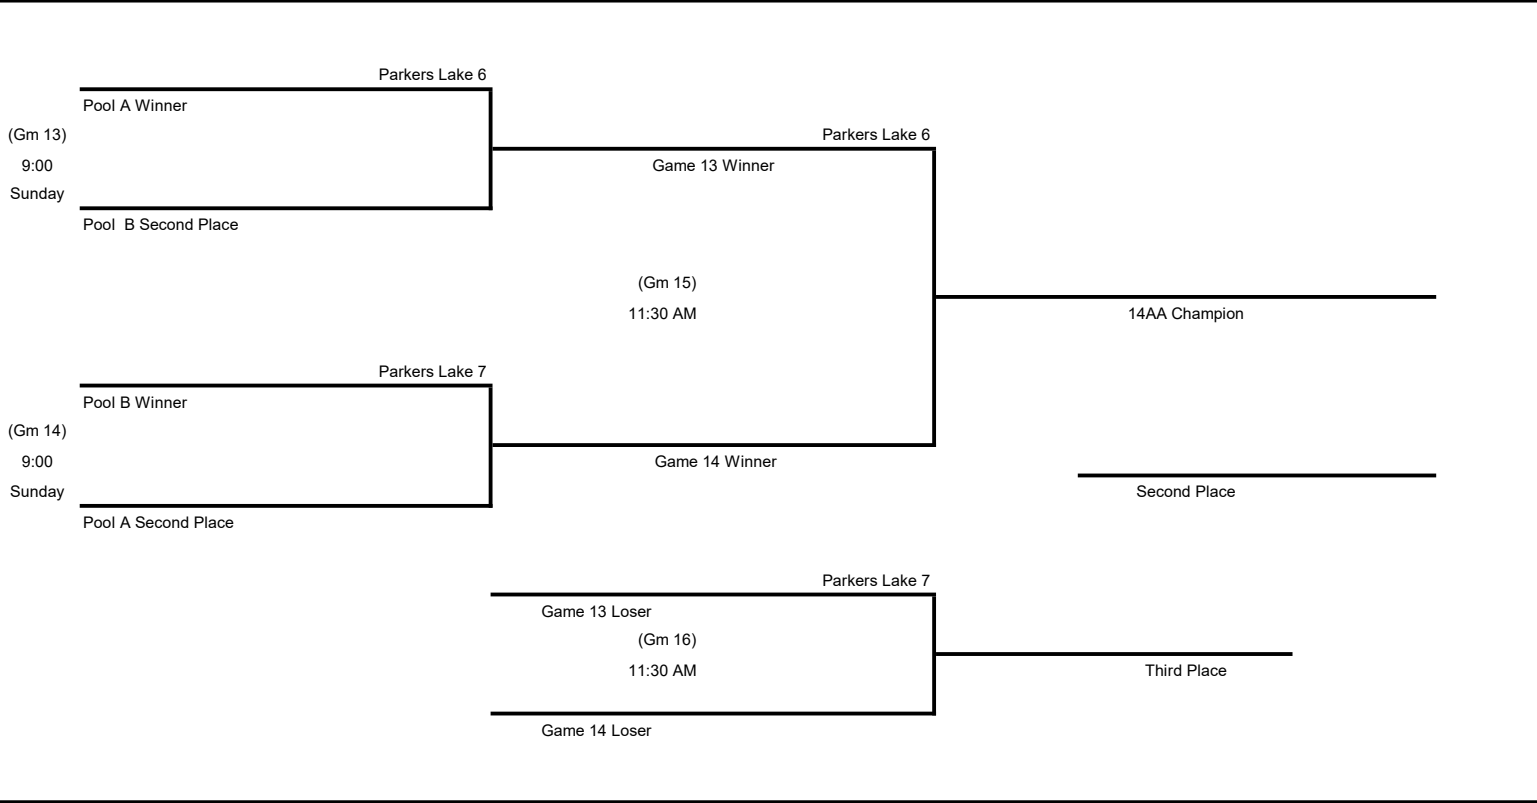 Parkers Lake 6
Pool A Winner
(Gm 13)
9:00
Sunday
Pool  B Second Place
Parkers Lake 6
Game 13 Winner
(Gm 15)
11:30 AM
14AA Champion
Parkers Lake 7
Pool B Winner
(Gm 14)
9:00
Sunday
Pool A Second Place
Game 14 Winner
Second Place
Parkers Lake 7
Game 13 Loser
(Gm 16)
11:30 AM
Game 14 Loser
Third Place